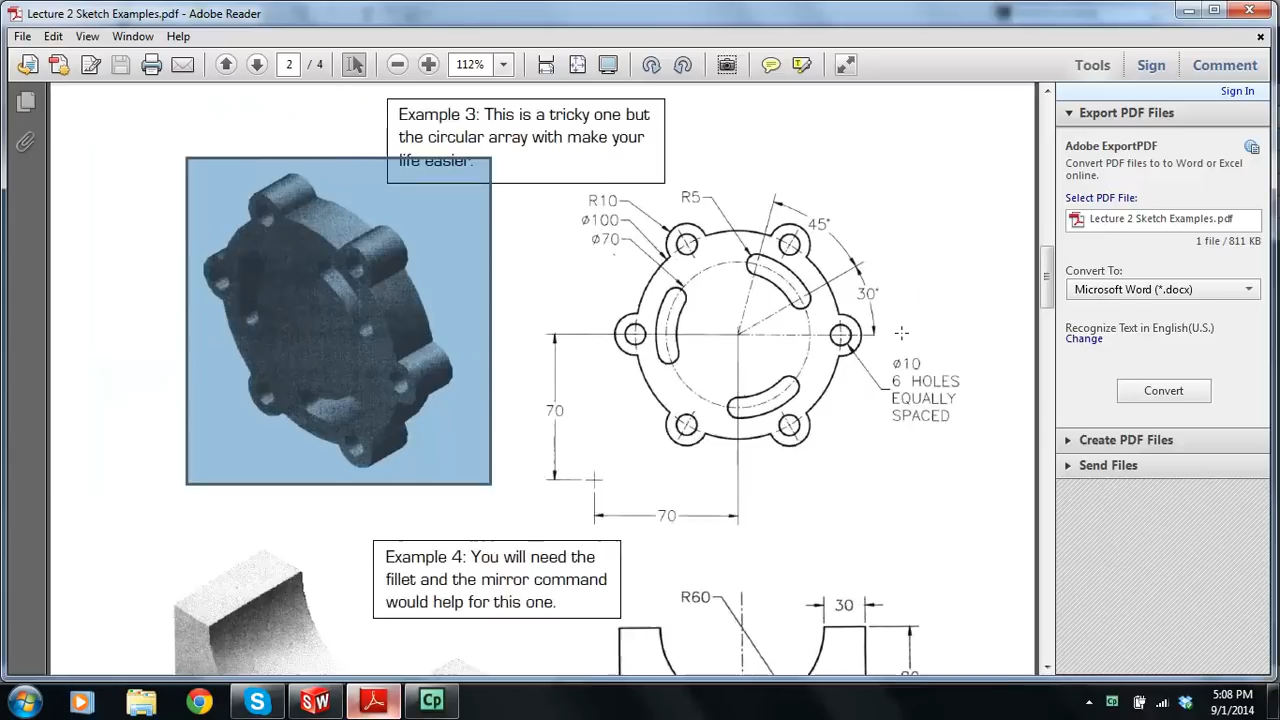 Lecture 2 Sketch Examples.pdf - Adobe Reader
File Edit View Window Help
2 / 4 112% Tools Sign Comment
Sign In
Export PDF Files
Adobe ExportPDF
Convert PDF files to to Word or Excel
online.
Select PDF File:
Lecture 2 Sketch Examples.pdf
1 file / 811 KB
Convert To:
Microsoft Word (*.docx)
Recognize Text in English(U.S.)
Change
Convert
Create PDF Files
Send Files
Example 3: This is a tricky one but
the circular array with make your
life easier.
R10
R5
ø100
ø70
45°
30°
ø10
6 HOLES
EQUALLY
SPACED
70
70
Example 4: You will need the
fillet and the mirror command
would help for this one.
R60
30
SW
Cp
Cp
5:08 PM
9/1/2014